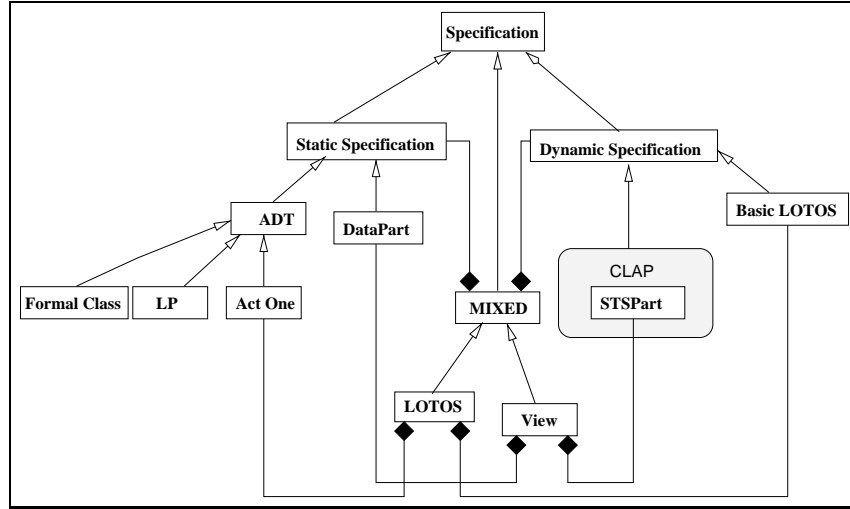 Specification
Static Specification
Dynamic Specification
ADT
DataPart
Basic LOTOS
CLAP
Formal Class
LP
Act One
MIXED
STSPart
LOTOS
View